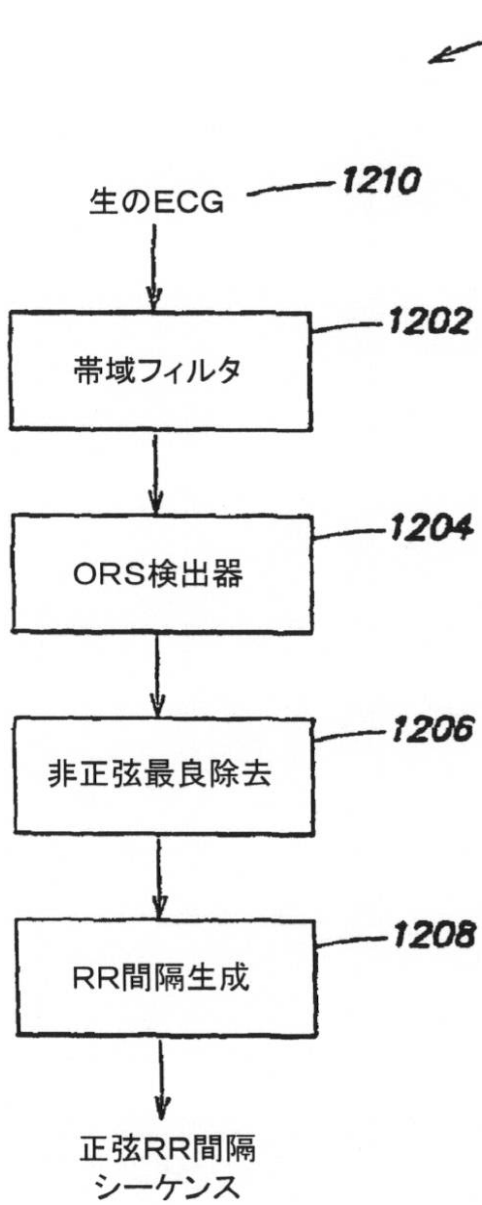 生のECG
1210
帯域フィルタ
1202
ORS検出器
1204
非正弦最良除去
1206
RR間隔生成
1208
正弦RR間隔
シーケンス